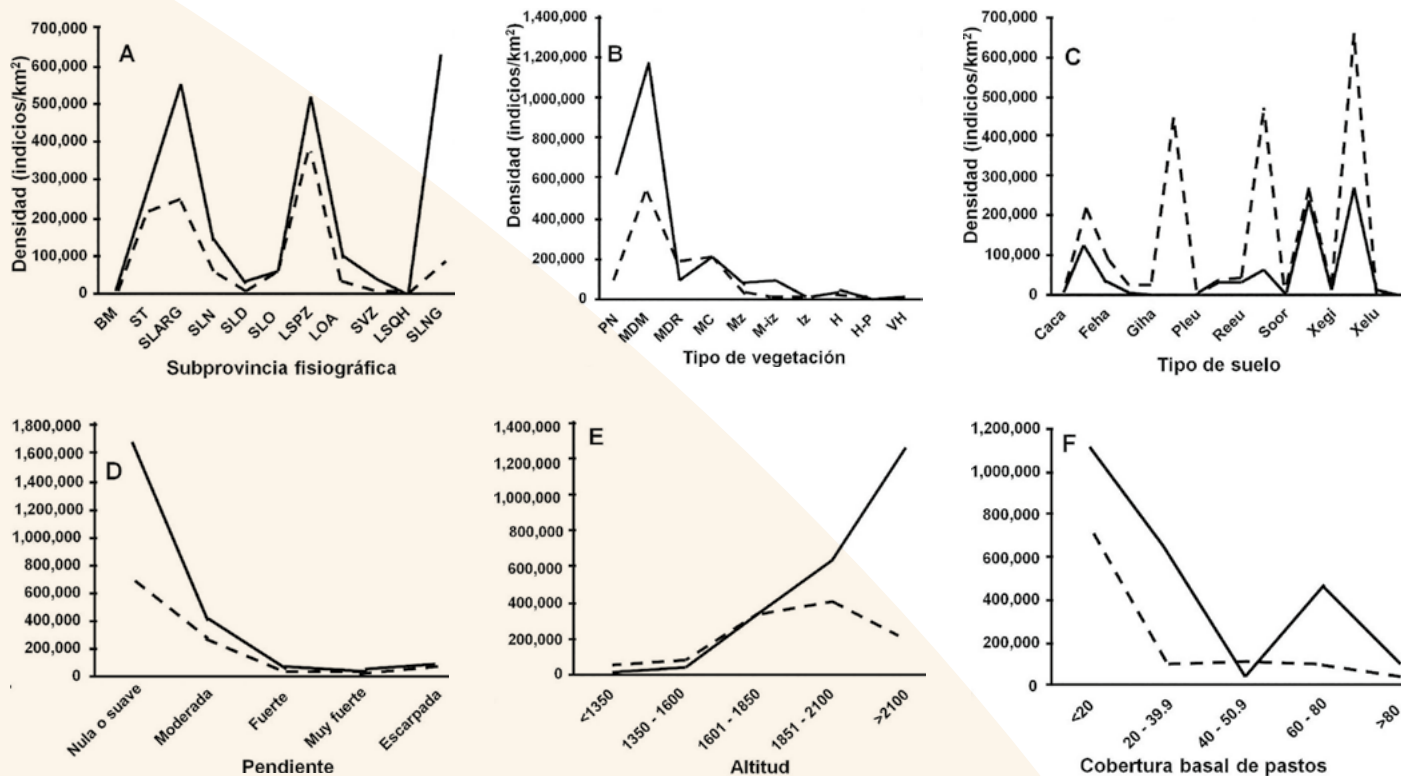 A
Densidad (indicios/km²)
700,000
600,000
500,000
400,000
300,000
200,000
100,000
0
BM
ST
SLARG
SLN
SLD
SLO
LSPZ
LOA
SVZ
LSQH
SLNG
Subprovincia fisiográfica
B
Densidad (indicios/km²)
1,400,000
1,200,000
1,000,000
800,000
600,000
400,000
200,000
0
PN
MDM
MDR
MC
Mz
M-iz
Iz
H
H-P
VH
Tipo de vegetación
C
Densidad (indicios/km²)
700,000
600,000
500,000
400,000
300,000
200,000
100,000
0
Caca
Feha
Giha
Pleu
Reeu
Soor
Xegi
Xelu
Tipo de suelo
D
1,800,000
1,600,000
1,400,000
1,200,000
1,000,000
800,000
600,000
400,000
200,000
0
Nula o suave
Moderada
Fuerte
Muy fuerte
Escarpada
Pendiente
E
1,400,000
1,200,000
1,000,000
800,000
600,000
400,000
200,000
0
<1350
1350 - 1600
1601 - 1850
1851 - 2100
>2100
Altitud
F
1,200,000
1,000,000
800,000
600,000
400,000
200,000
0
<20
20 - 39.9
40 - 50.9
60 - 80
>80
Cobertura basal de pastos